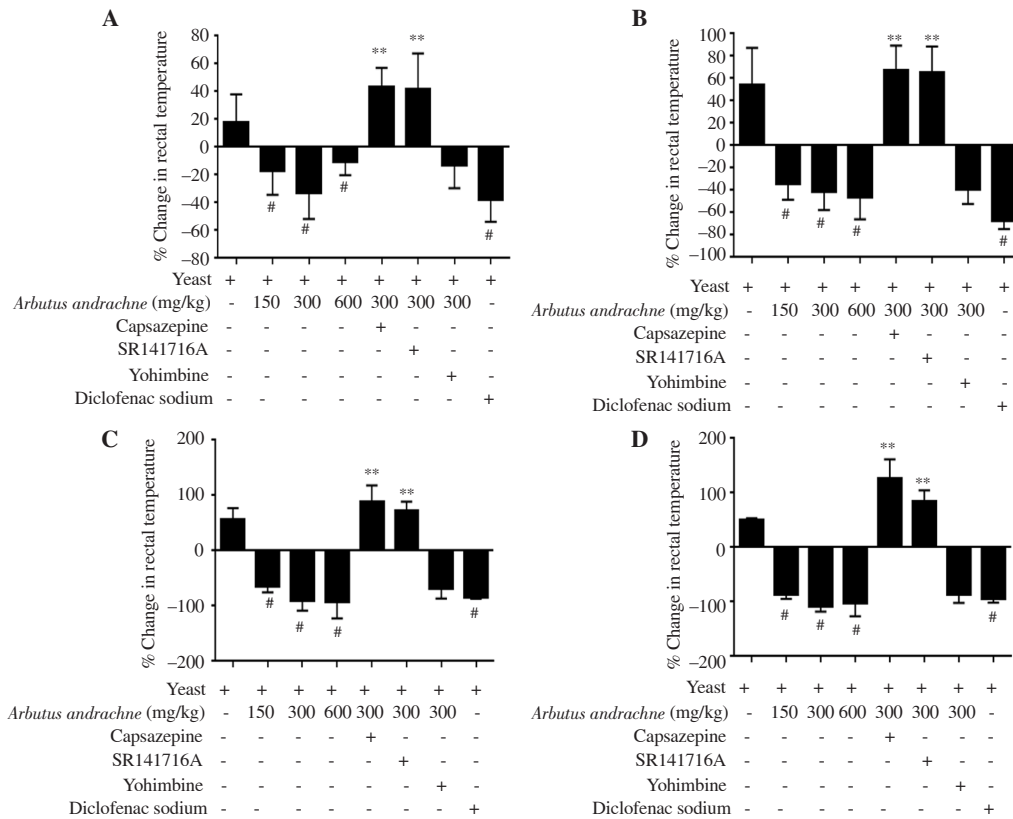 A
% Change in rectal temperature
80
60
40
20
0
–20
–40
–60
–80
** **
# # # #
Yeast + + + + + + + +
Arbutus andrachne (mg/kg) - 150 300 600 300 300 300 -
Capsazepine - - - - + - - -
SR141716A - - - - - + - -
Yohimbine - - - - - - + -
Diclofenac sodium - - - - - - - +
B
% Change in rectal temperature
100
80
60
40
20
0
–20
–40
–60
–80
–100
** **
# # # #
Yeast + + + + + + + +
Arbutus andrachne (mg/kg) - 150 300 600 300 300 300 -
Capsazepine - - - - + - - -
SR141716A - - - - - + - -
Yohimbine - - - - - - + -
Diclofenac sodium - - - - - - - +
C
% Change in rectal temperature
200
100
0
–100
–200
** **
# # # #
Yeast + + + + + + + +
Arbutus andrachne (mg/kg) - 150 300 600 300 300 300 -
Capsazepine - - - - + - - -
SR141716A - - - - - + - -
Yohimbine - - - - - - + -
Diclofenac sodium - - - - - - - +
D
% Change in rectal temperature
200
100
0
–100
–200
** **
# # # #
Yeast + + + + + + + +
Arbutus andrachne (mg/kg) - 150 300 600 300 300 300 -
Capsazepine - - - - + - - -
SR141716A - - - - - + - -
Yohimbine - - - - - - + -
Diclofenac sodium - - - - - - - +